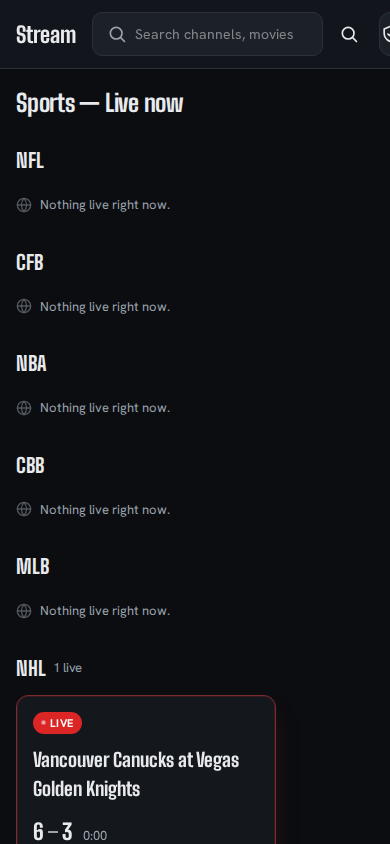 Stream
Search channels, movies
Sports — Live now
NFL
Nothing live right now.
CFB
Nothing live right now.
NBA
Nothing live right now.
CBB
Nothing live right now.
MLB
Nothing live right now.
NHL 1 live
LIVE
Vancouver Canucks at Vegas
Golden Knights
6 – 3 0:00